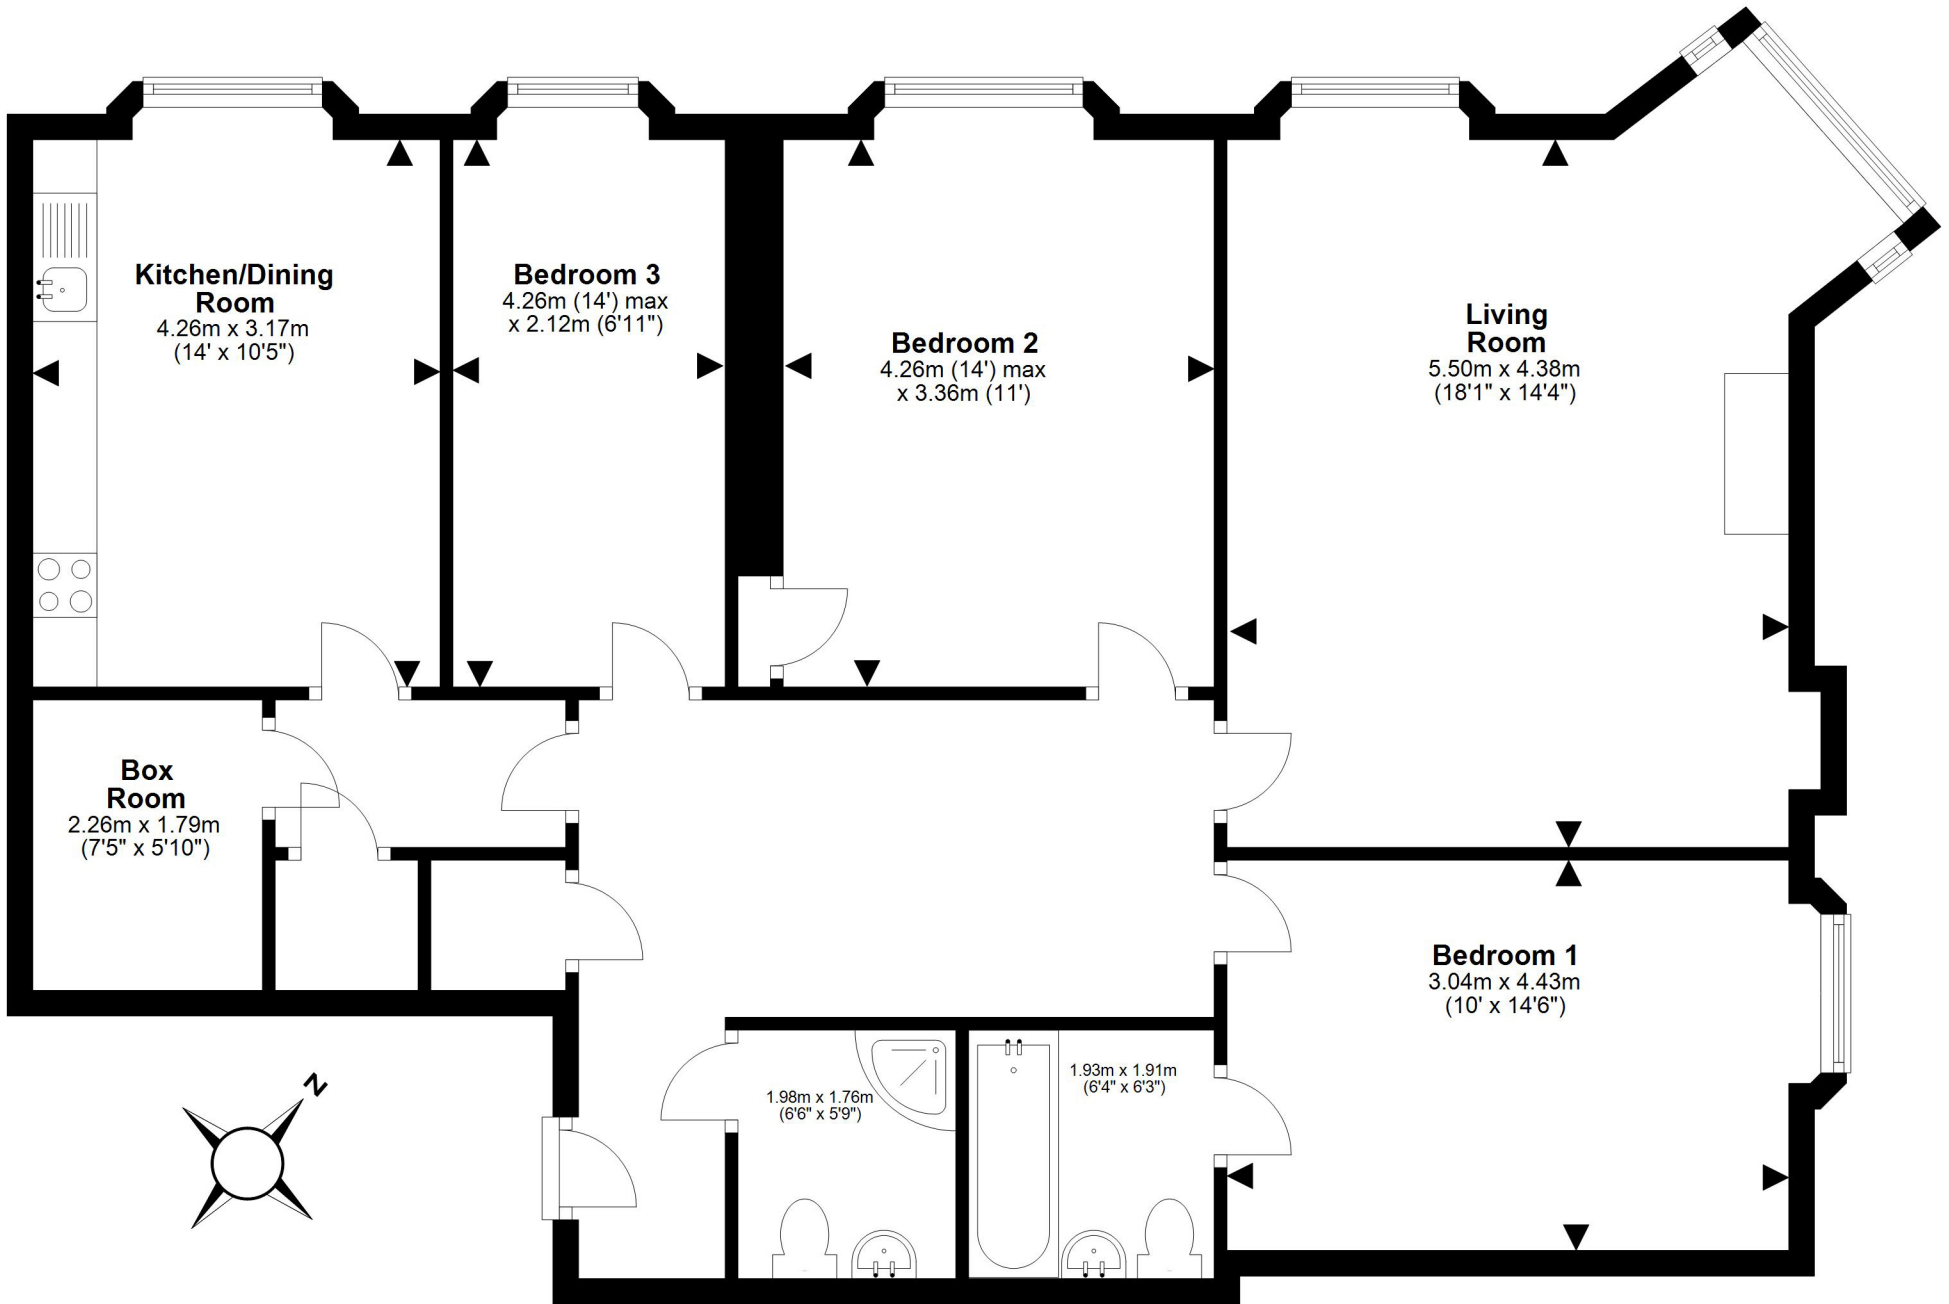 Kitchen/Dining
Room
4.26m x 3.17m
(14' x 10'5")
Bedroom 3
4.26m (14') max
x 2.12m (6'11")
Bedroom 2
4.26m (14') max
x 3.36m (11')
Living
Room
5.50m x 4.38m
(18'1" x 14'4")
Box
Room
2.26m x 1.79m
(7'5" x 5'10")
Bedroom 1
3.04m x 4.43m
(10' x 14'6")
1.98m x 1.76m
(6'6" x 5'9")
1.93m x 1.91m
(6'4" x 6'3")
N